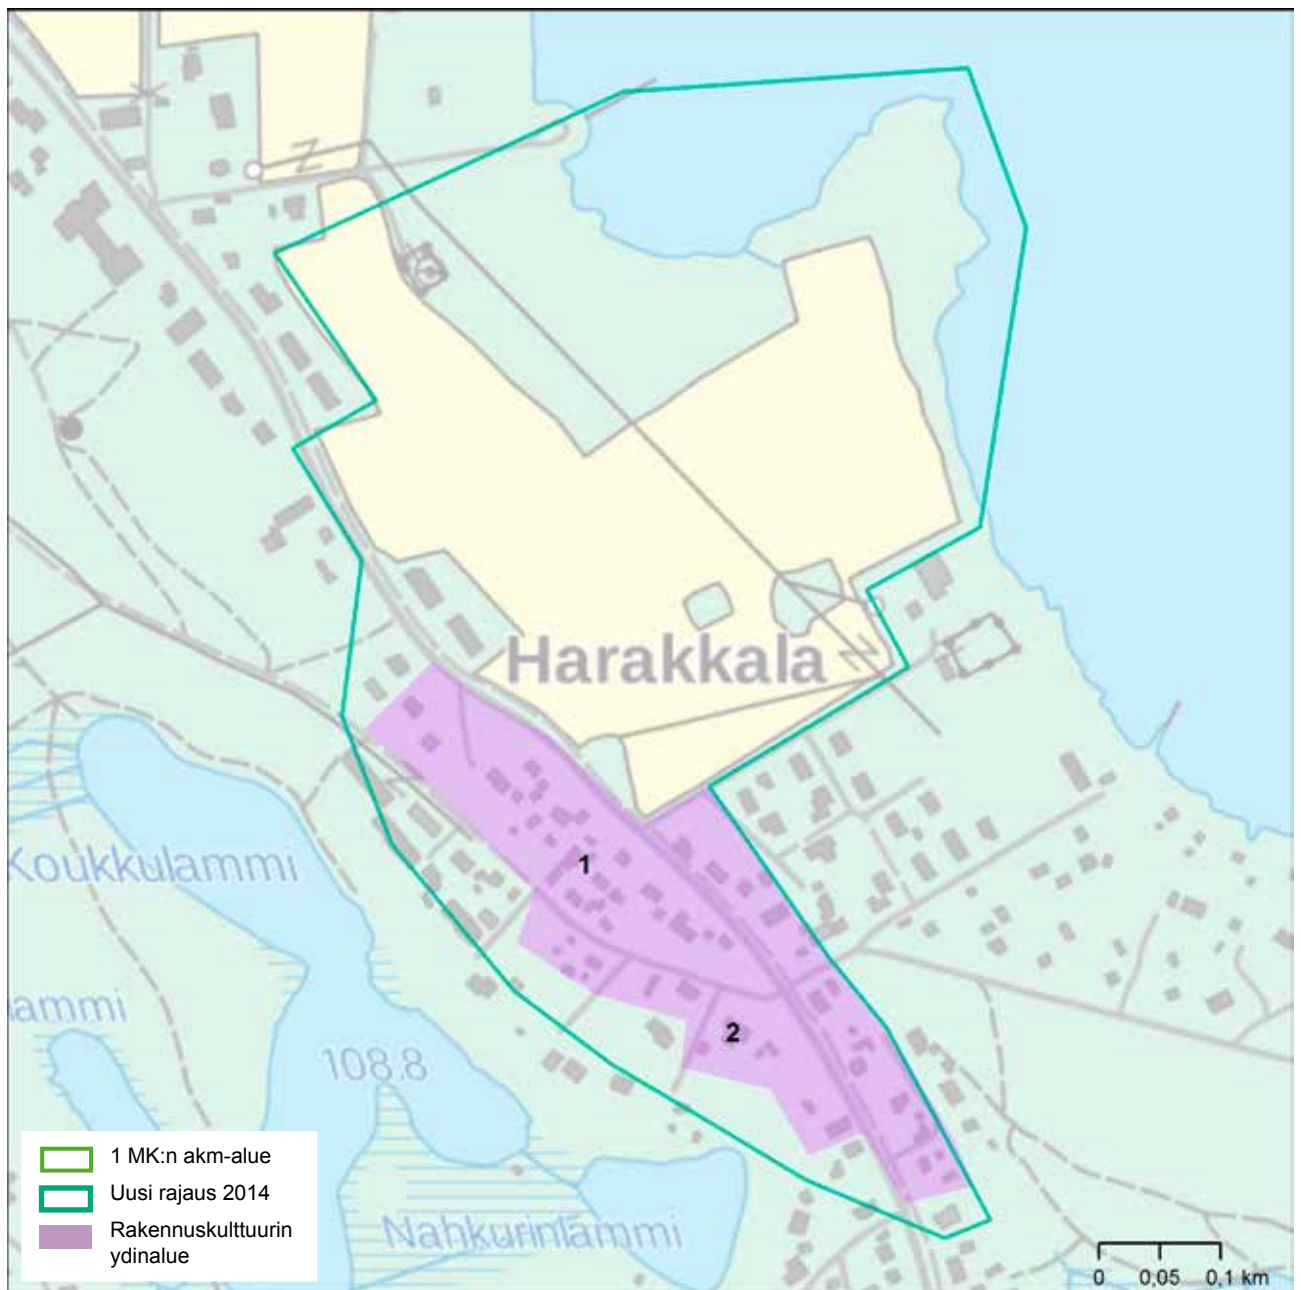 Harakkala
1
Koukkulammi
2
108.8
Nahkurinlammi
1 MK:n akm-alue
Uusi rajaus 2014
Rakennuskulttuurin
ydinalue
0 0,05 0,1 km